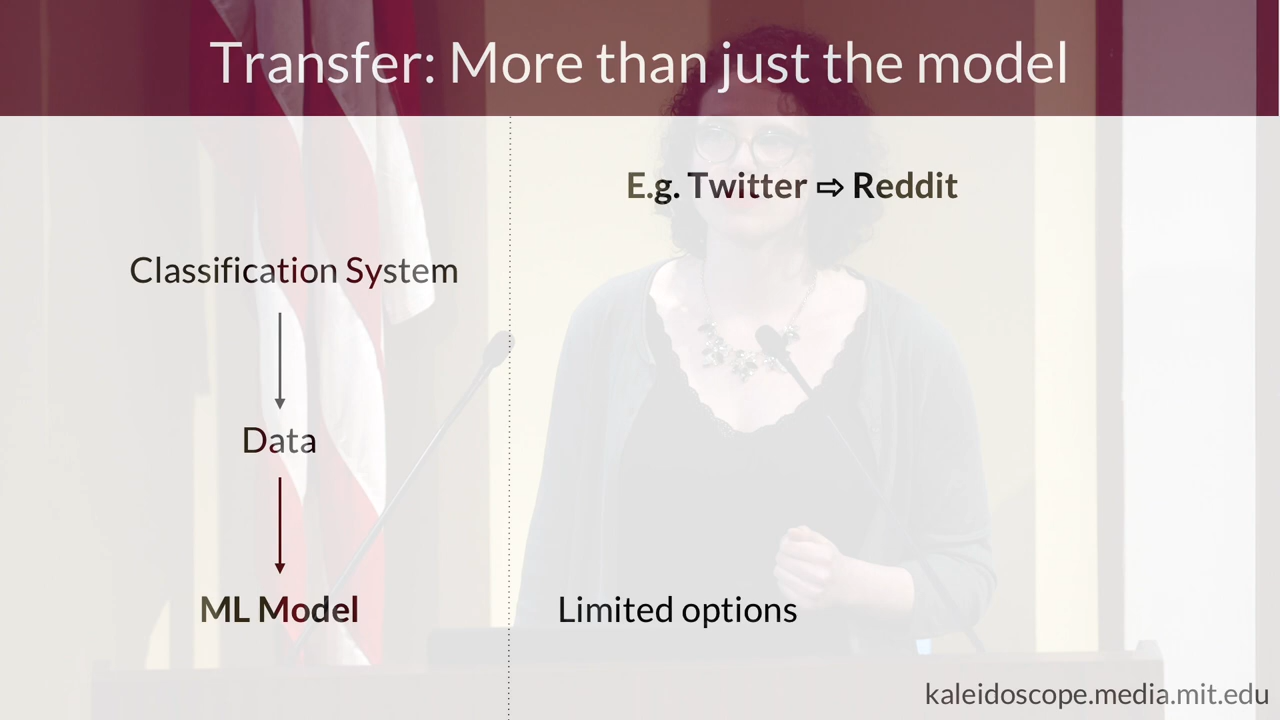 Transfer: More than just the model
E.g. Twitter ⇨ Reddit
Classification System
Data
ML Model
Limited options
kaleidoscope.media.mit.edu